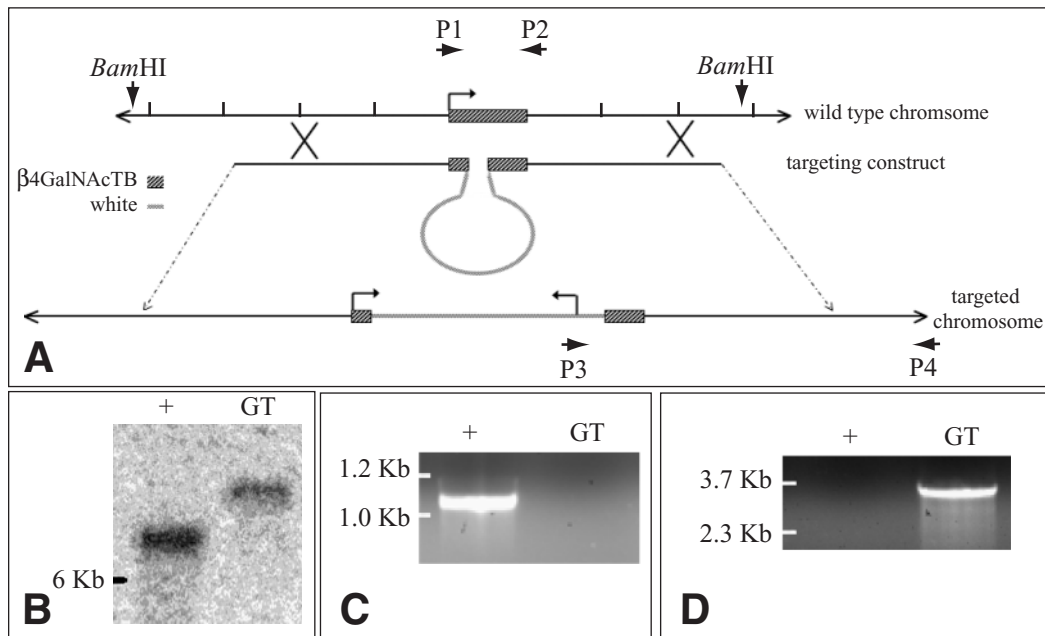 P1 P2
BamHI BamHI
wild type chromsome
targeting construct
β4GalNAcTB
white
targeted
chromosome
P3 P4
A
+ GT
6 Kb
B
+ GT
1.2 Kb
1.0 Kb
C
+ GT
3.7 Kb
2.3 Kb
D